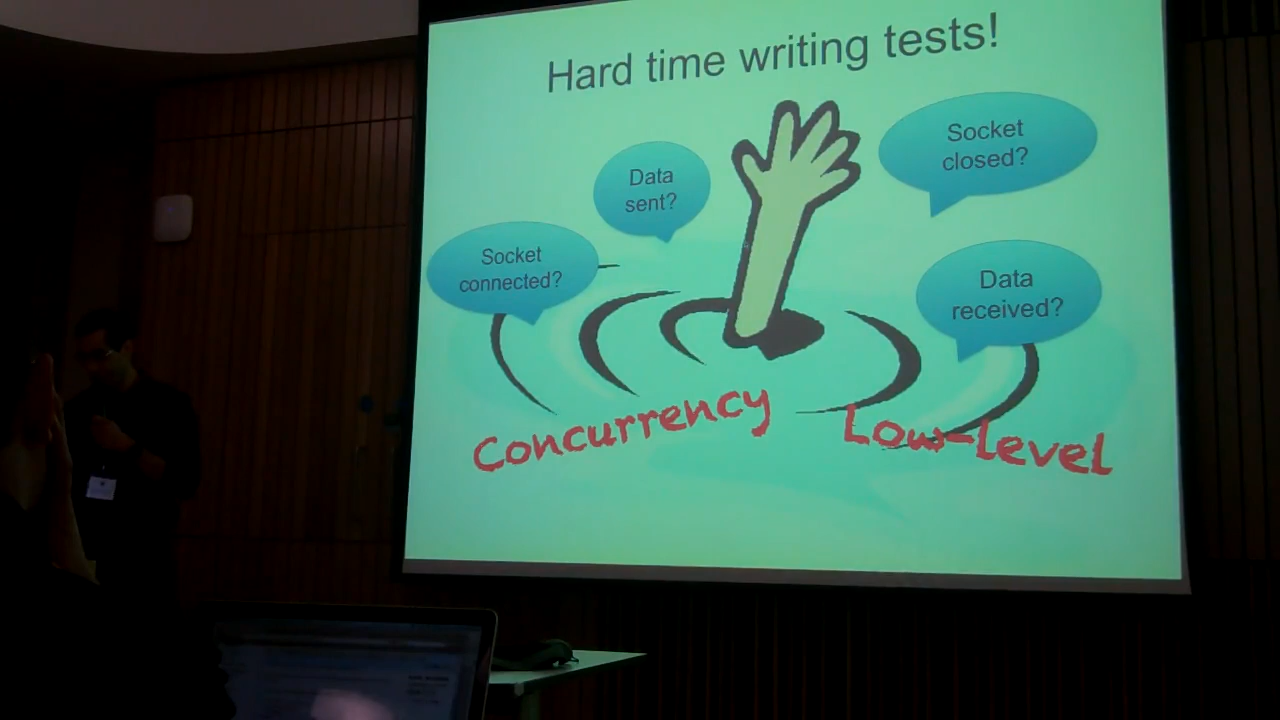 Hard time writing tests!
Data
sent?
Socket
closed?
Socket
connected?
Data
received?
Concurrency
Low-level